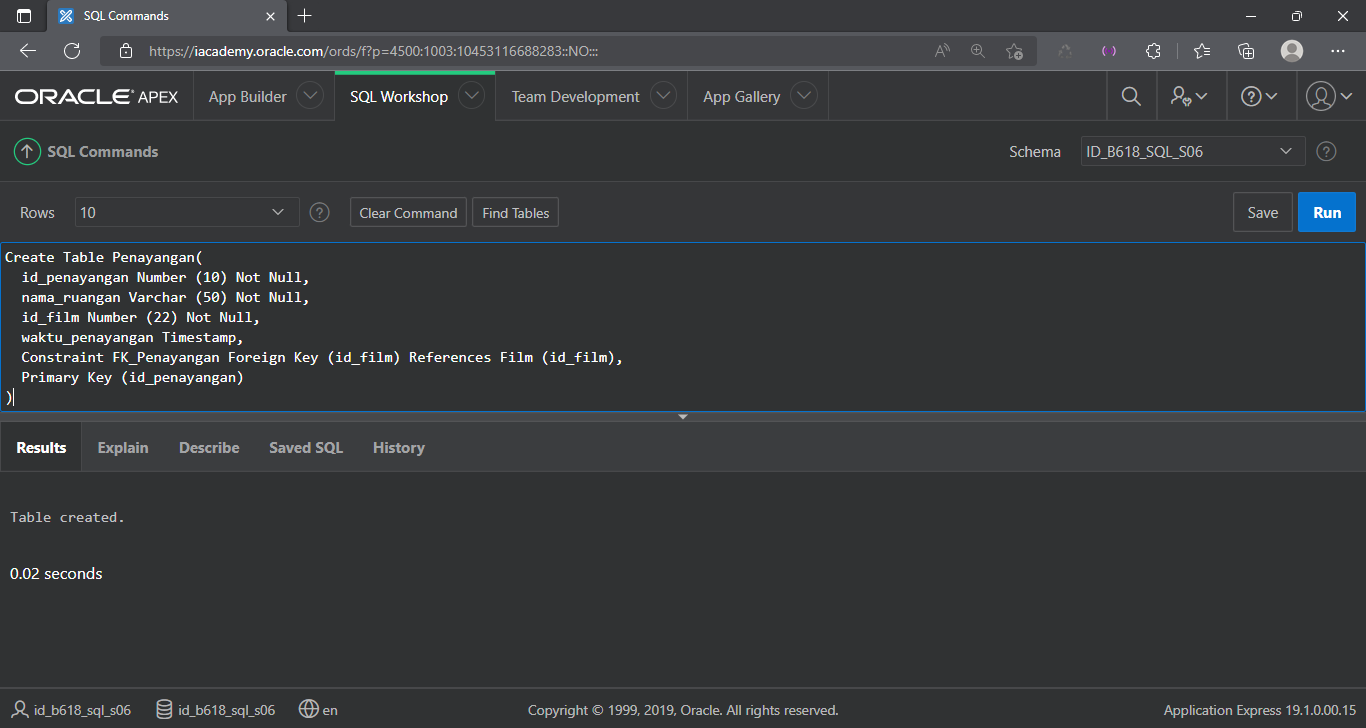 SQL Commands
https://iacademy.oracle.com/ords/f?p=4500:1003:10453116688283::NO:::
ORACLE APEX App Builder SQL Workshop Team Development App Gallery
SQL Commands Schema ID_B618_SQL_S06
Rows 10 Clear Command Find Tables Save Run
Create Table Penayangan(
id_penayangan Number (10) Not Null,
nama_ruangan Varchar (50) Not Null,
id_film Number (22) Not Null,
waktu_penayangan Timestamp,
Constraint FK_Penayangan Foreign Key (id_film) References Film (id_film),
Primary Key (id_penayangan)
)
Results Explain Describe Saved SQL History
Table created.
0.02 seconds
id_b618_sql_s06 id_b618_sql_s06 en Copyright © 1999, 2019, Oracle. All rights reserved. Application Express 19.1.0.00.15